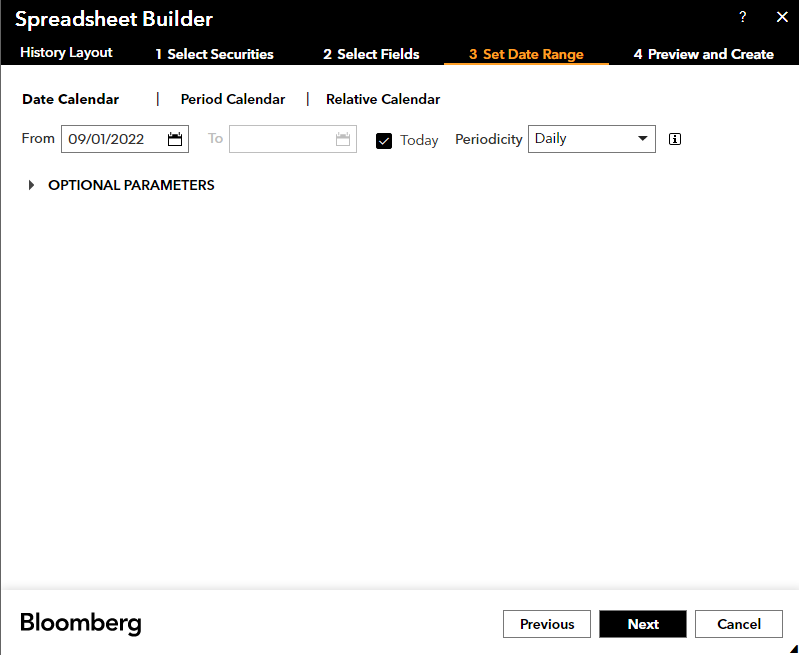 Spreadsheet Builder ?
History Layout 1 Select Securities 2 Select Fields 3 Set Date Range 4 Preview and Create
Date Calendar | Period Calendar | Relative Calendar
From 09/01/2022 To Today Periodicity Daily
OPTIONAL PARAMETERS
Bloomberg Previous Next Cancel